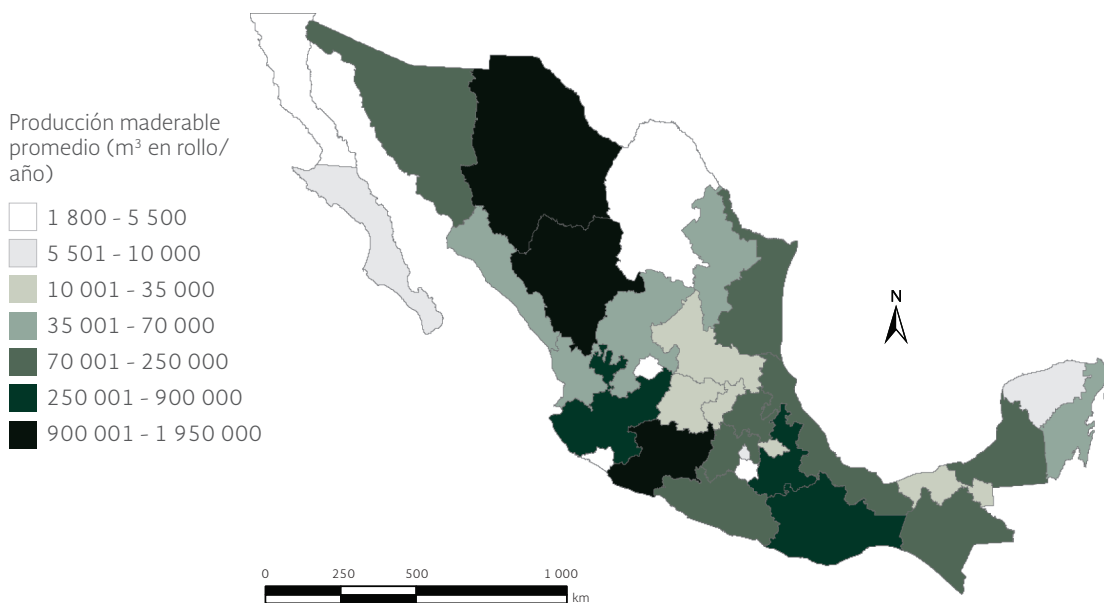 Producción maderable
promedio (m³ en rollo/
año)
1 800 - 5 500
5 501 - 10 000
10 001 - 35 000
35 001 - 70 000
70 001 - 250 000
250 001 - 900 000
900 001 - 1 950 000
N
0 250 500 1 000
km